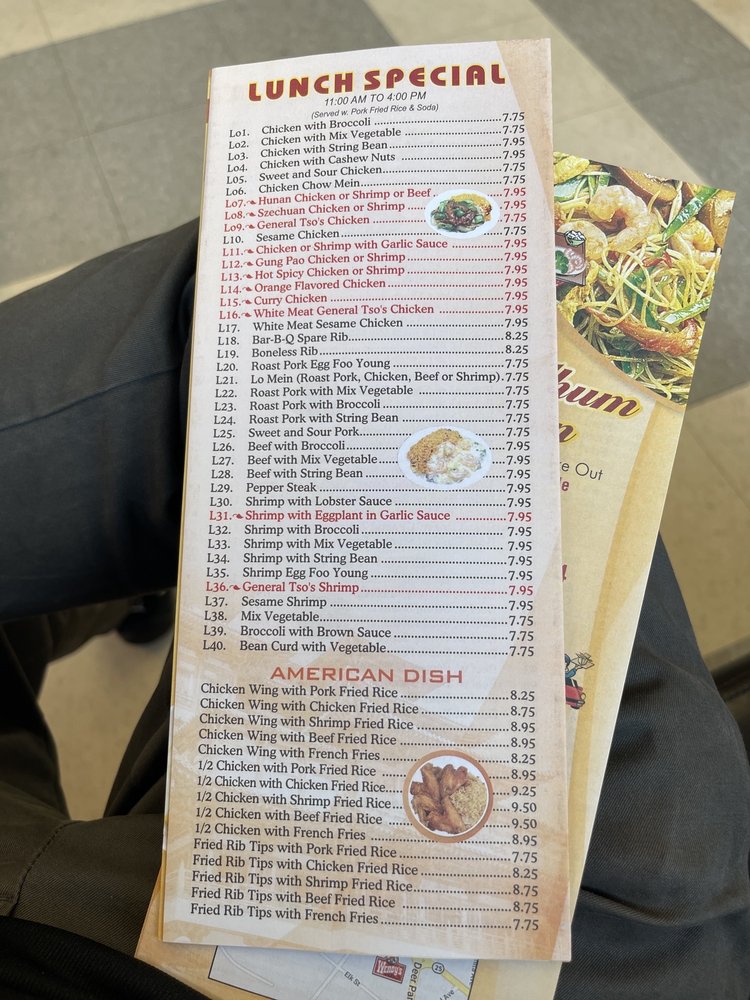 LUNCH SPECIAL
11:00 AM TO 4:00 PM
(Served w. Pork Fried Rice & Soda)
Lo1. Chicken with Broccoli 7.75
Lo2. Chicken with Mix Vegetable 7.75
Lo3. Chicken with String Bean 7.95
Lo4. Chicken with Cashew Nuts 7.95
L05. Sweet and Sour Chicken 7.75
Lo6. Chicken Chow Mein 7.75
Lo7. Hunan Chicken or Shrimp or Beef 7.95
Lo8. Szechuan Chicken or Shrimp 7.95
Lo9. General Tso's Chicken 7.75
L10. Sesame Chicken 7.75
L11. Chicken or Shrimp with Garlic Sauce 7.95
L12. Gung Pao Chicken or Shrimp 7.95
L13. Hot Spicy Chicken or Shrimp 7.95
L14. Orange Flavored Chicken 7.95
L15. Curry Chicken 7.95
L16. White Meat General Tso's Chicken 7.95
L17. White Meat Sesame Chicken 7.95
L18. Bar-B-Q Spare Rib 8.25
L19. Boneless Rib 8.25
L20. Roast Pork Egg Foo Young 7.75
L21. Lo Mein (Roast Pork, Chicken, Beef or Shrimp) 7.75
L22. Roast Pork with Mix Vegetable 7.75
L23. Roast Pork with Broccoli 7.75
L24. Roast Pork with String Bean 7.75
L25. Sweet and Sour Pork 7.75
L26. Beef with Broccoli 7.95
L27. Beef with Mix Vegetable 7.95
L28. Beef with String Bean 7.95
L29. Pepper Steak 7.95
L30. Shrimp with Lobster Sauce 7.95
L31. Shrimp with Eggplant in Garlic Sauce 7.95
L32. Shrimp with Broccoli 7.95
L33. Shrimp with Mix Vegetable 7.95
L34. Shrimp with String Bean 7.95
L35. Shrimp Egg Foo Young 7.95
L36. General Tso's Shrimp 7.95
L37. Sesame Shrimp 7.95
L38. Mix Vegetable 7.75
L39. Broccoli with Brown Sauce 7.75
L40. Bean Curd with Vegetable 7.75
AMERICAN DISH
Chicken Wing with Pork Fried Rice 8.25
Chicken Wing with Chicken Fried Rice 8.75
Chicken Wing with Shrimp Fried Rice 8.95
Chicken Wing with Beef Fried Rice 8.95
Chicken Wing with French Fries 8.25
1/2 Chicken with Pork Fried Rice 8.95
1/2 Chicken with Chicken Fried Rice 9.25
1/2 Chicken with Shrimp Fried Rice 9.50
1/2 Chicken with Beef Fried Rice 9.50
1/2 Chicken with French Fries 8.95
Fried Rib Tips with Pork Fried Rice 7.75
Fried Rib Tips with Chicken Fried Rice 8.25
Fried Rib Tips with Shrimp Fried Rice 8.75
Fried Rib Tips with Beef Fried Rice 8.75
Fried Rib Tips with French Fries 7.75
Out
Wendy's
Elk St
25
Deer Pa